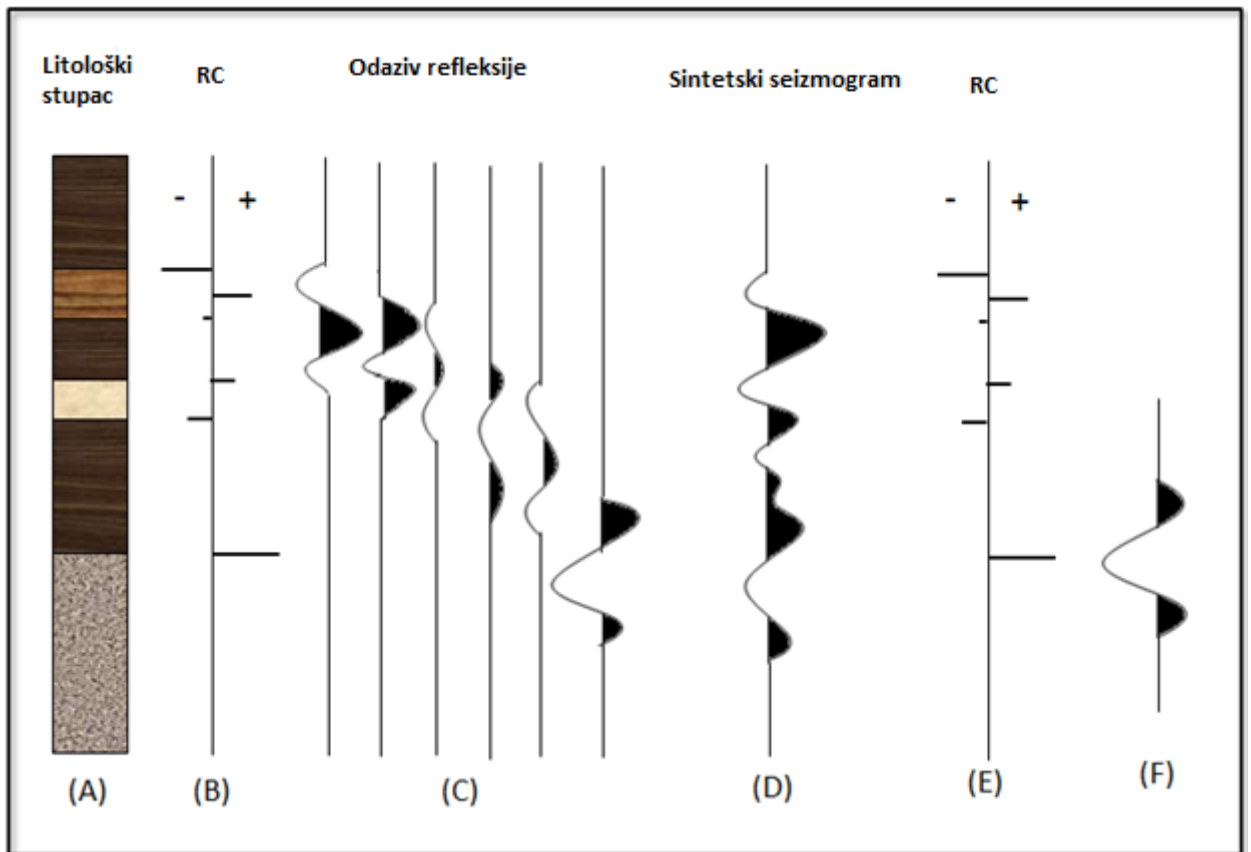 Litološki
stupac
RC
Odaziv refleksije
Sintetski seizmogram
RC
- +
- +
(A)
(B)
(C)
(D)
(E)
(F)